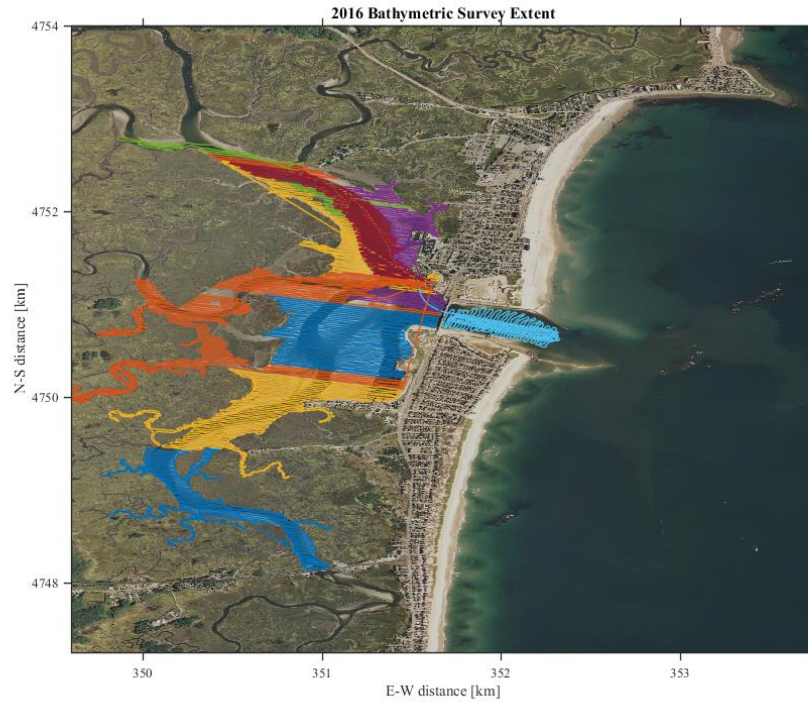 2016 Bathymetric Survey Extent
4754
4752
4750
4748
N-S distance [km]
350
351
352
353
E-W distance [km]